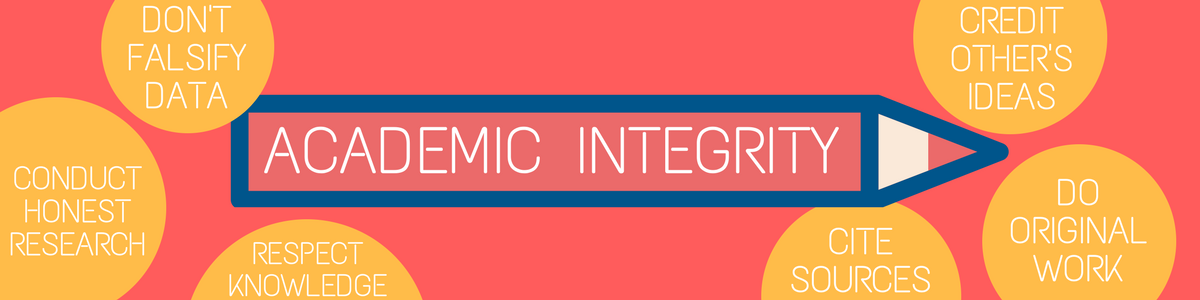 DON'T
FALSIFY
DATA
CREDIT
OTHER'S
IDEAS
ACADEMIC INTEGRITY
CONDUCT
HONEST
RESEARCH
DO
ORIGINAL
WORK
RESPECT
KNOWLEDGE
CITE
SOURCES